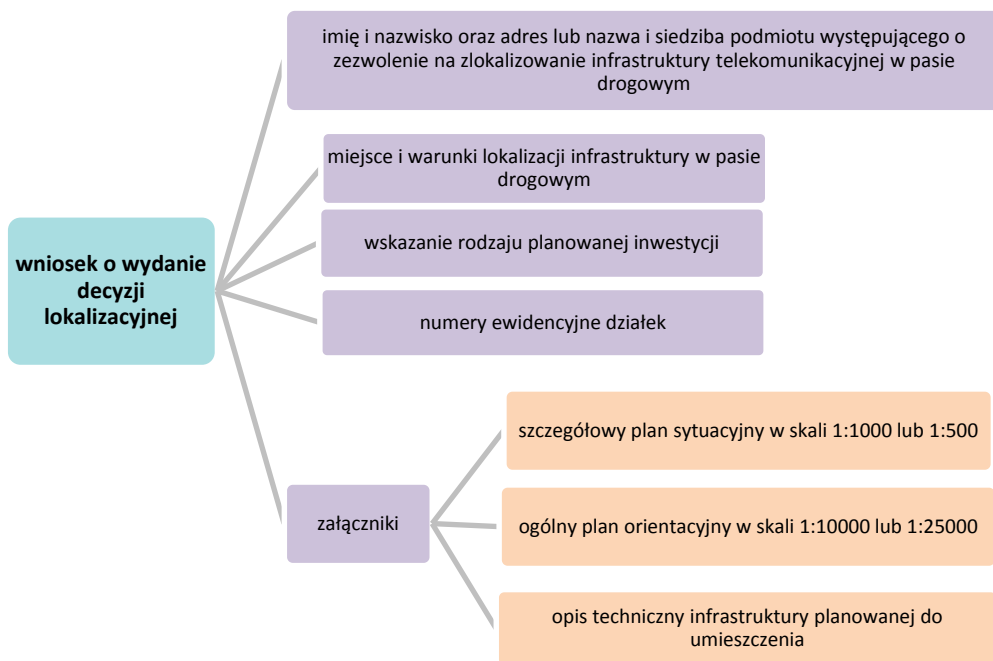 imię i nazwisko oraz adres lub nazwa i siedziba podmiotu występującego o
zezwolenie na zlokalizowanie infrastruktury telekomunikacyjnej w pasie
drogowym
miejsce i warunki lokalizacji infrastruktury w pasie
drogowym
wskazanie rodzaju planowanej inwestycji
wniosek o wydanie
decyzji
lokalizacyjnej
numery ewidencyjne działek
szczegółowy plan sytuacyjny w skali 1:1000 lub 1:500
załączniki
ogólny plan orientacyjny w skali 1:10000 lub 1:25000
opis techniczny infrastruktury planowanej do
umieszczenia